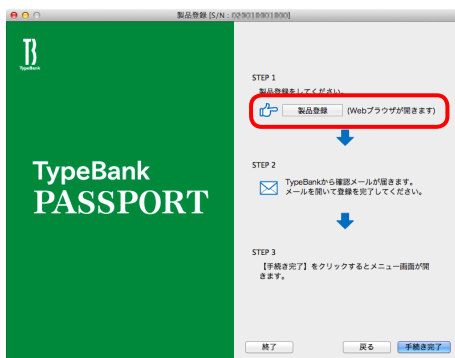 製品登録 [S/N : 020010001000]
TB
TypeBank
TypeBank
PASSPORT
STEP 1
製品登録をしてください。
製品登録 (Webブラウザが開きます)
STEP 2
TypeBankから確認メールが届きます。
メールを開いて登録を完了してください。
STEP 3
【手続き完了】をクリックするとメニュー画面が開
きます。
終了 戻る 手続き完了